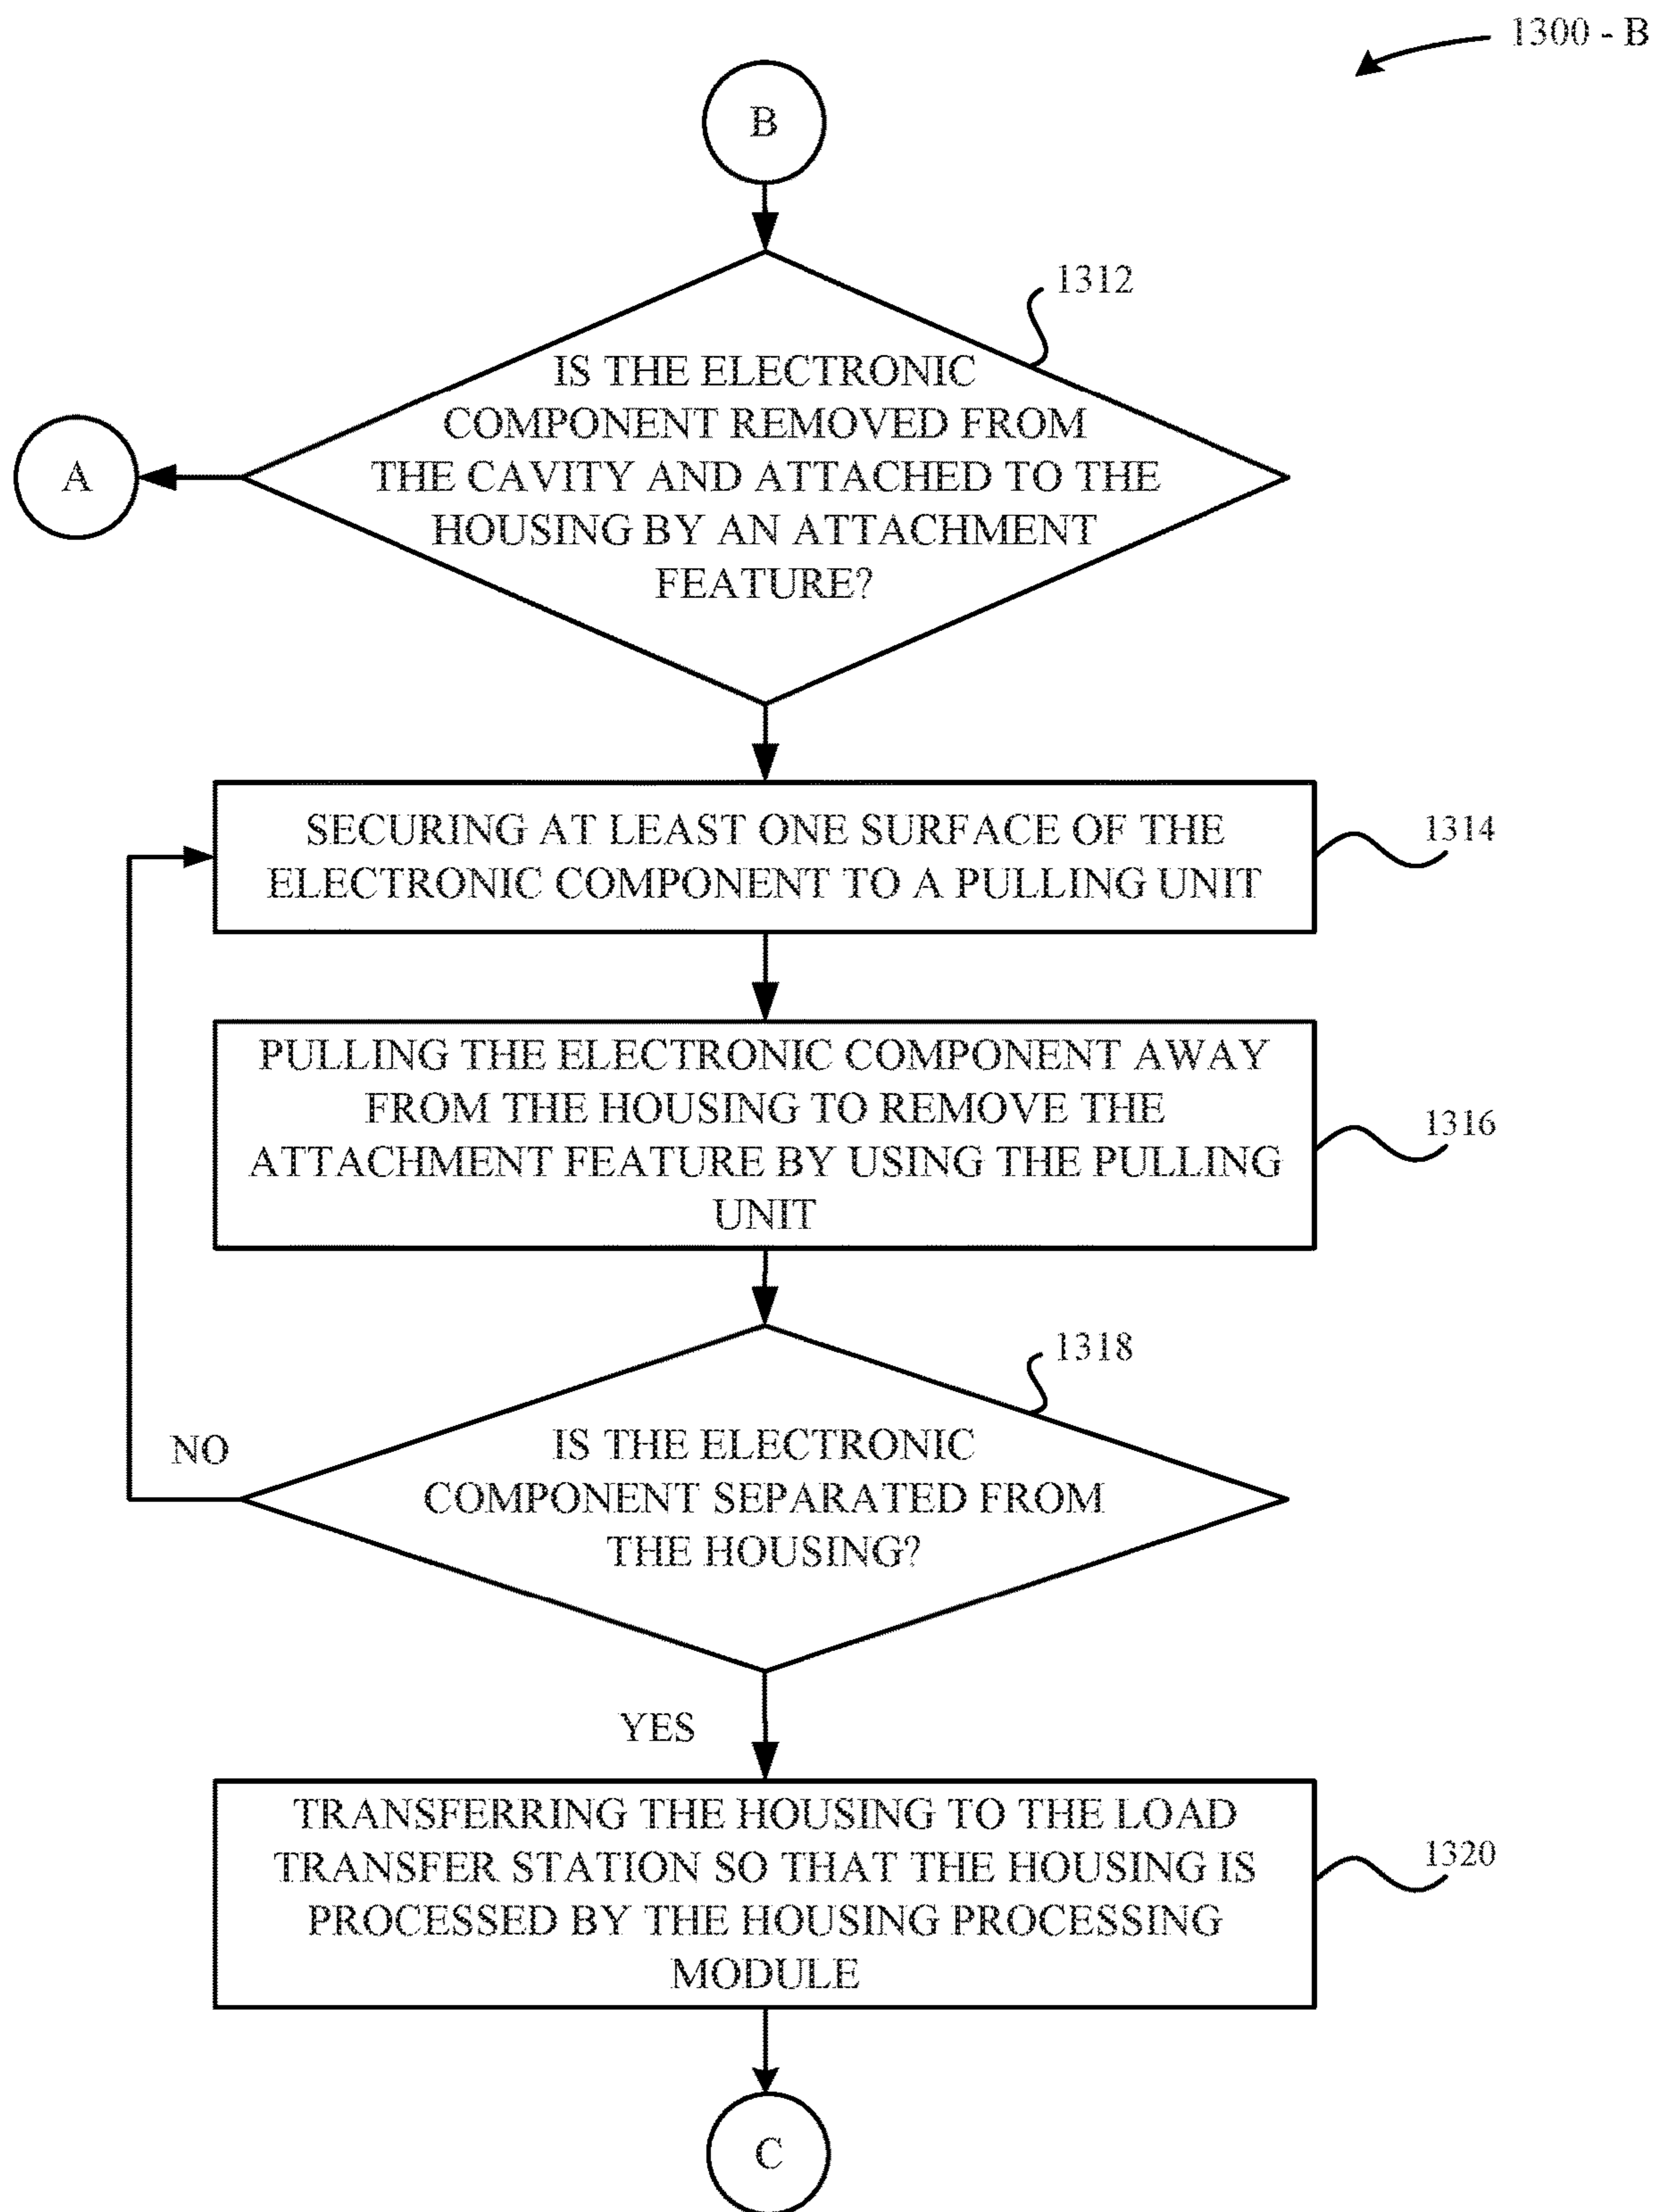 1300 - B
B
1312
IS THE ELECTRONIC
COMPONENT REMOVED FROM
THE CAVITY AND ATTACHED TO THE
HOUSING BY AN ATTACHMENT
FEATURE?
A
SECURING AT LEAST ONE SURFACE OF THE
ELECTRONIC COMPONENT TO A PULLING UNIT
1314
PULLING THE ELECTRONIC COMPONENT AWAY
FROM THE HOUSING TO REMOVE THE
ATTACHMENT FEATURE BY USING THE PULLING
UNIT
1316
1318
IS THE ELECTRONIC
COMPONENT SEPARATED FROM
THE HOUSING?
NO
YES
TRANSFERRING THE HOUSING TO THE LOAD
TRANSFER STATION SO THAT THE HOUSING IS
PROCESSED BY THE HOUSING PROCESSING
MODULE
1320
C